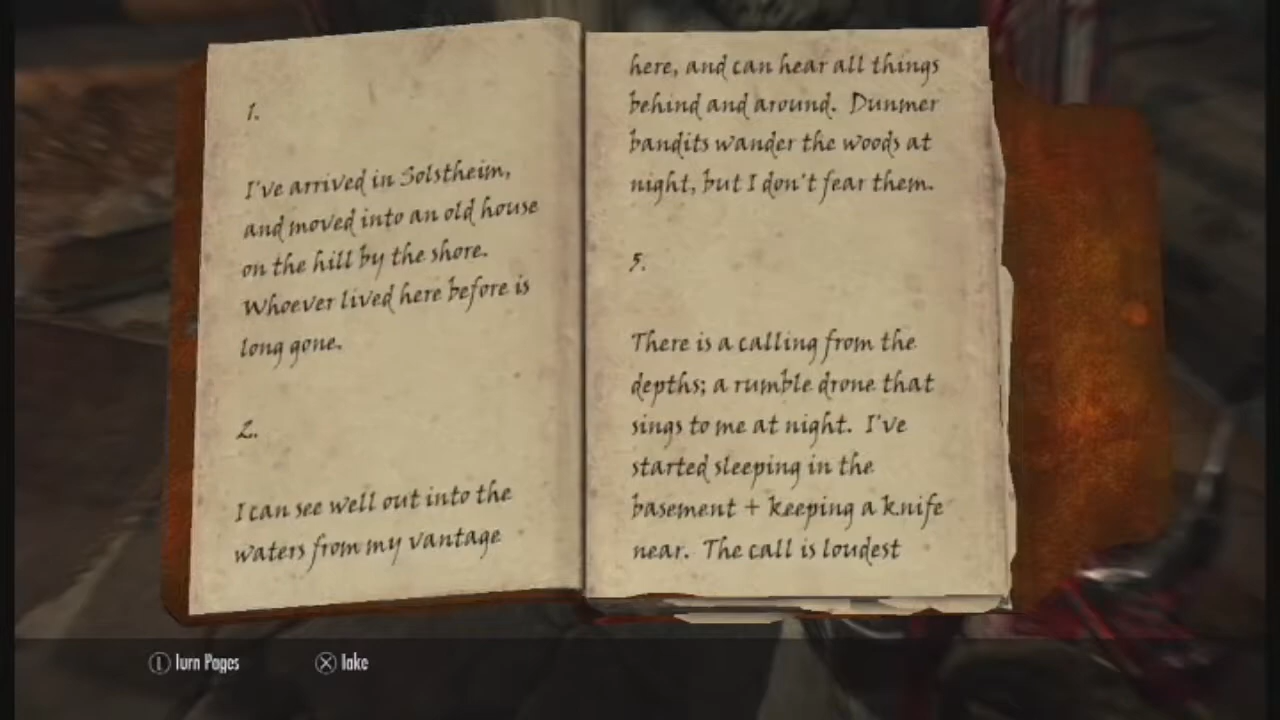 1.
I've arrived in Solstheim,
and moved into an old house
on the hill by the shore.
Whoever lived here before is
long gone.
2.
I can see well out into the
waters from my vantage
here, and can hear all things
behind and around. Dunmer
bandits wander the woods at
night, but I don't fear them.
5.
There is a calling from the
depths; a rumble drone that
sings to me at night. I've
started sleeping in the
basement + keeping a knife
near. The call is loudest
L Turn Pages
X Take